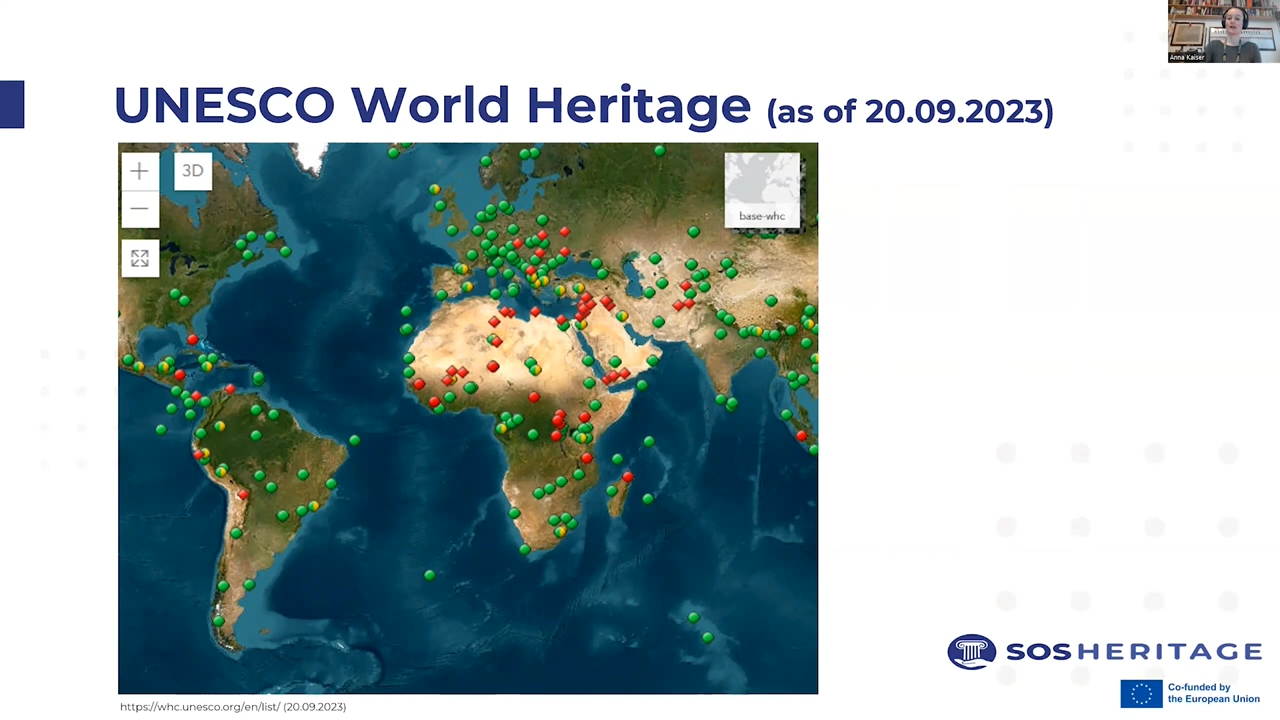 Anna Kaiser
UNESCO World Heritage (as of 20.09.2023)
+
3D
base-whc
—
https://whc.unesco.org/en/list/ (20.09.2023)
SOSHERITAGE
Co-funded by
the European Union